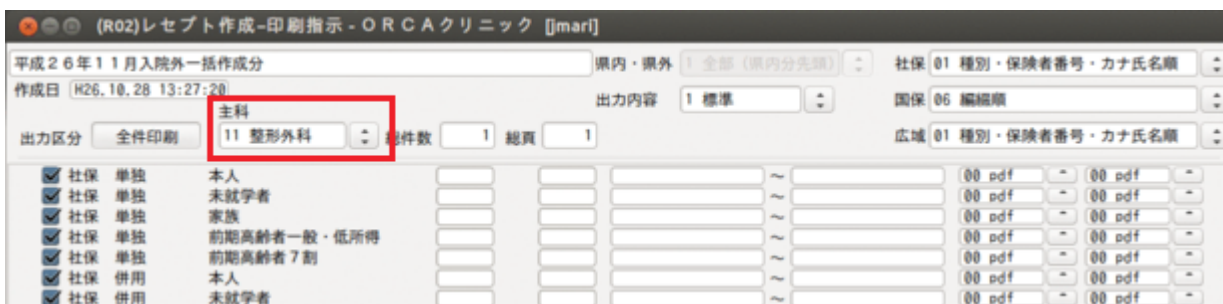 (R02)レセプト作成–印刷指示 - ＯＲＣＡクリニック [jmari]
平成２６年１１月入院外一括作成分 県内・県外 1 全部 (県内分先頭) 社保 01 種別・保険者番号・カナ氏名順
作成日 H26.10.28 13:27:20 出力内容 1 標準 国保 06 編綴順
主科
出力区分 全件印刷 11 整形外科 総件数 1 総頁 1 広域 01 種別・保険者番号・カナ氏名順
社保 単独 本人 ～ 00 pdf 00 pdf
社保 単独 未就学者 ～ 00 pdf 00 pdf
社保 単独 家族 ～ 00 pdf 00 pdf
社保 単独 前期高齢者一般・低所得 ～ 00 pdf 00 pdf
社保 単独 前期高齢者７割 ～ 00 pdf 00 pdf
社保 併用 本人 ～ 00 pdf 00 pdf
社保 併用 未就学者 ～ 00 pdf 00 pdf